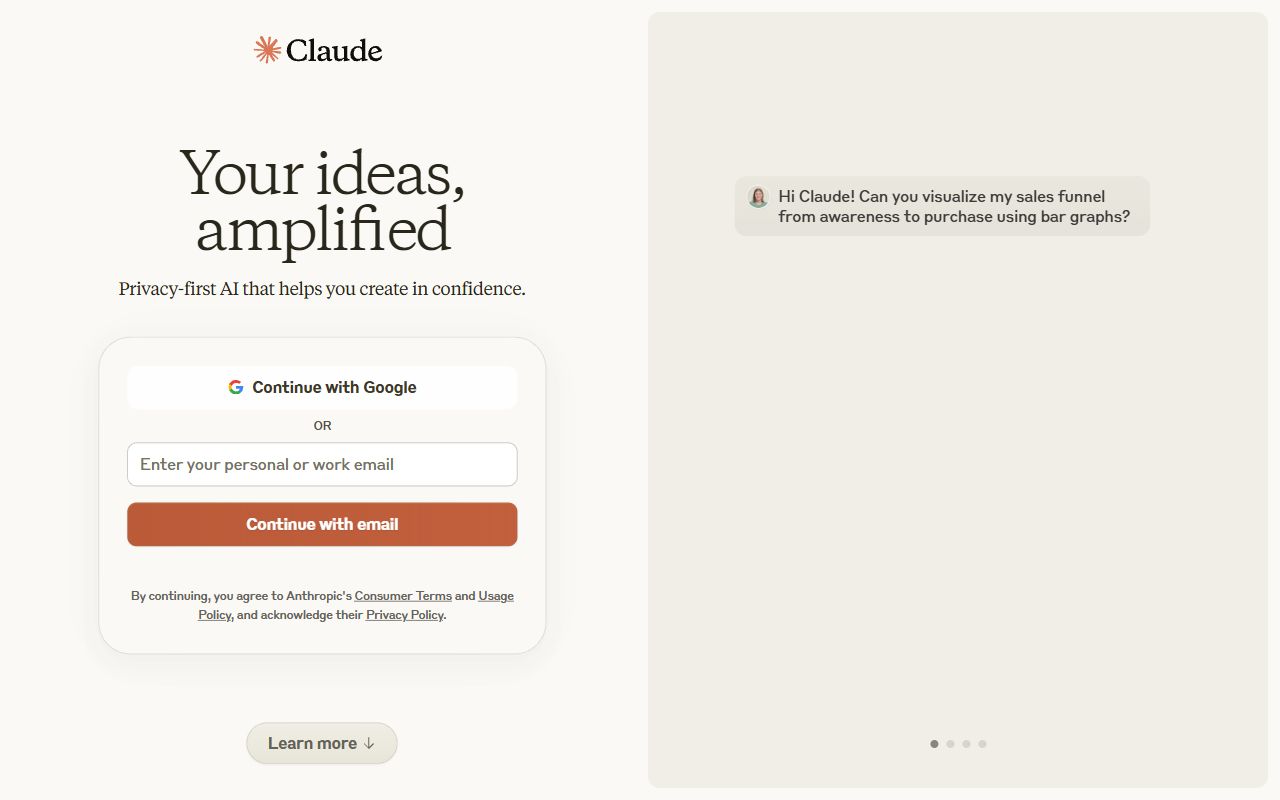 Claude
Your ideas,
amplified
Privacy-first AI that helps you create in confidence.
Continue with Google
OR
Enter your personal or work email
Continue with email
By continuing, you agree to Anthropic's Consumer Terms and Usage
Policy, and acknowledge their Privacy Policy.
Learn more ↓
Hi Claude! Can you visualize my sales funnel
from awareness to purchase using bar graphs?